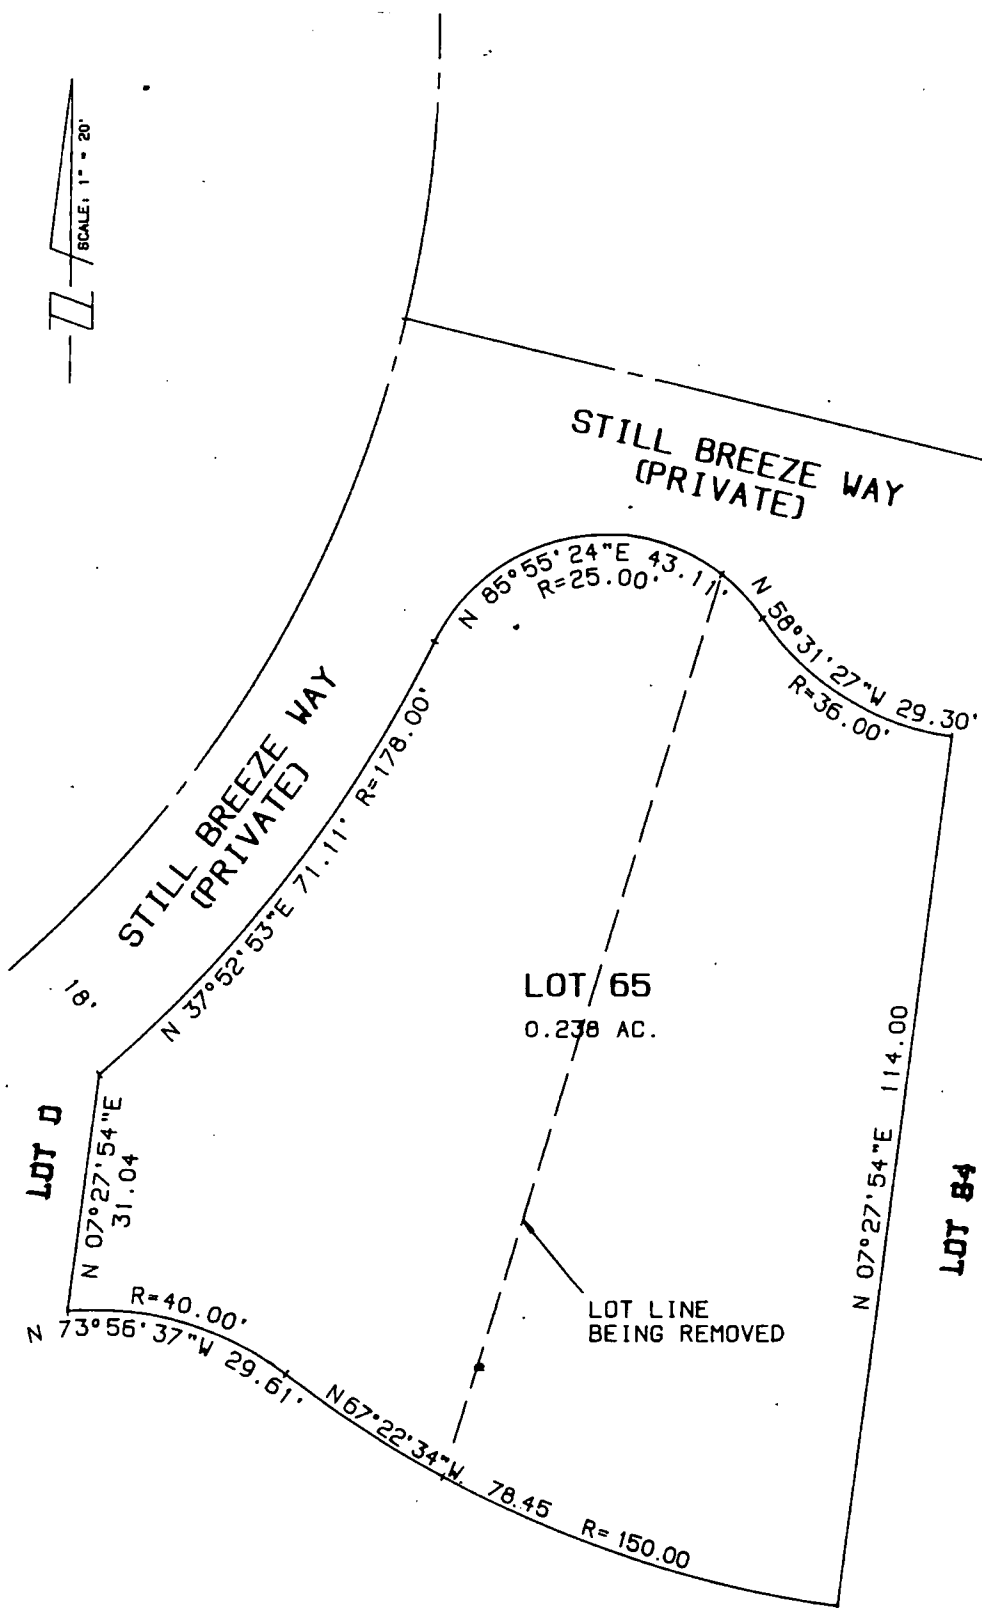 SCALE: 1" = 20'
STILL BREEZE WAY
(PRIVATE)
N 85°55'24"E 43.11'
R=25.00'
N 58°31'27"W 29.30'
R=36.00'
STILL BREEZE WAY
(PRIVATE)
N 37°52'53"E 71.11' R=178.00'
18'
LOT 65
0.238 AC.
LOT D
N 07°27'54"E
31.04
N 07°27'54"E 114.00
LOT 84
R=40.00'
N 73°56'37"W 29.61'
LOT LINE
BEING REMOVED
N67°22'34"W. 78.45 R= 150.00